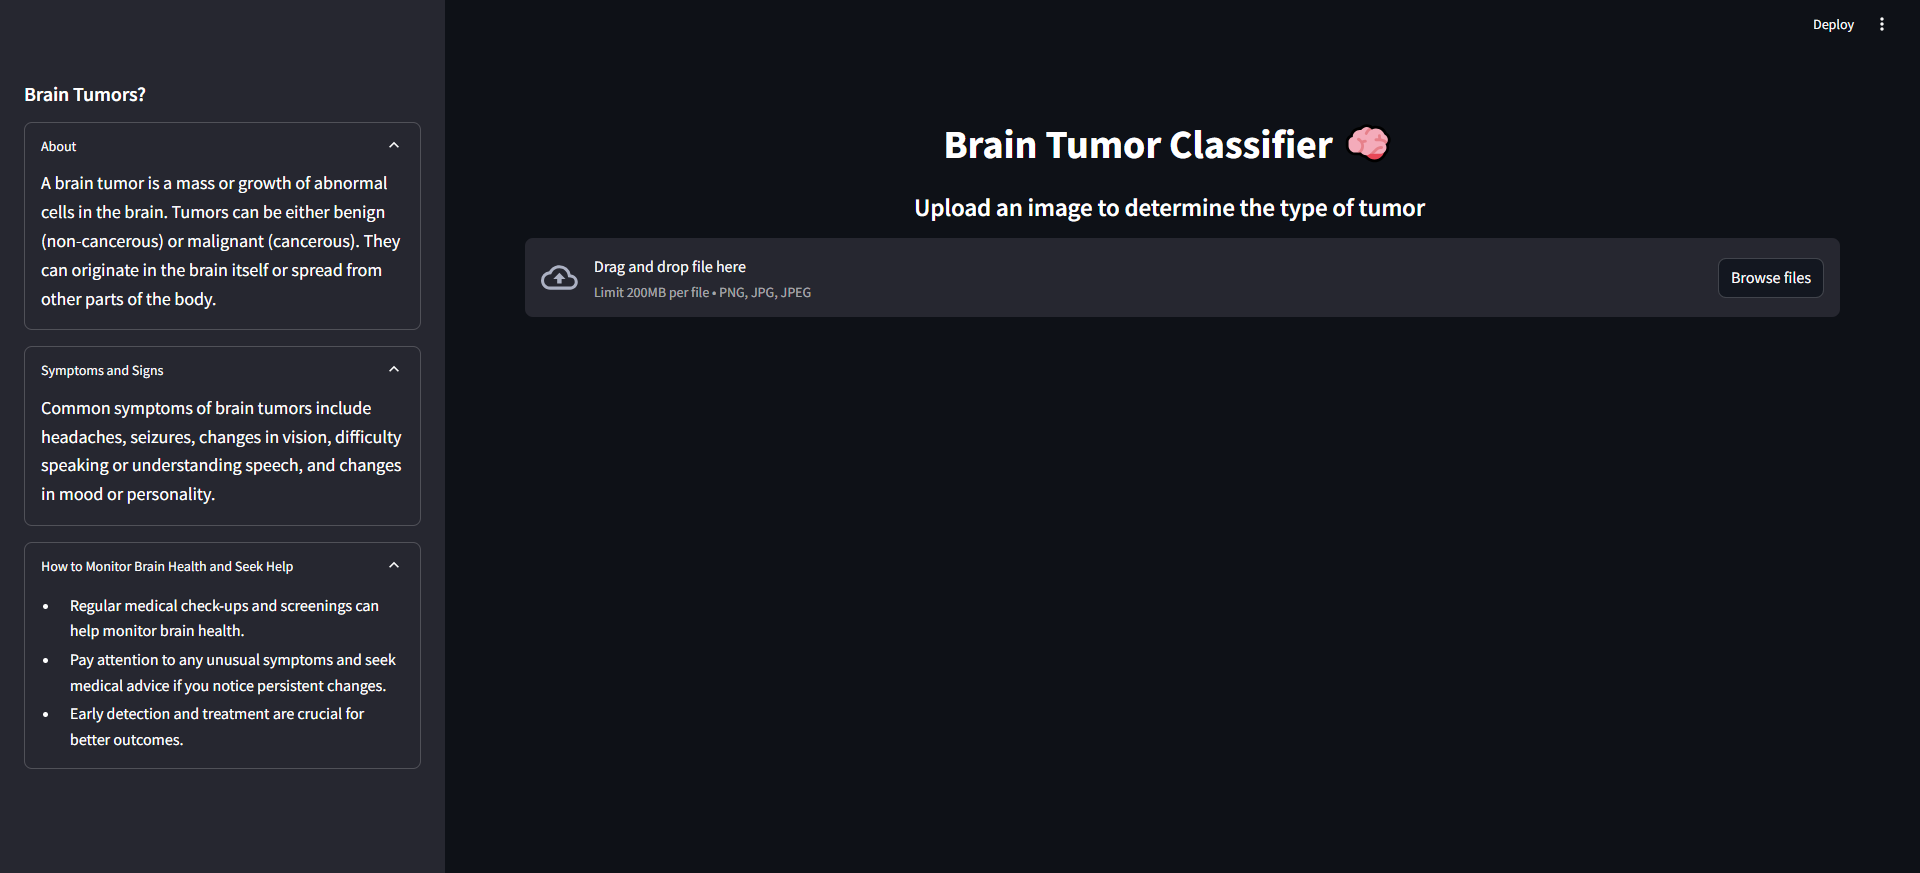 Deploy
Brain Tumors?
About
A brain tumor is a mass or growth of abnormal
cells in the brain. Tumors can be either benign
(non-cancerous) or malignant (cancerous). They
can originate in the brain itself or spread from
other parts of the body.
Symptoms and Signs
Common symptoms of brain tumors include
headaches, seizures, changes in vision, difficulty
speaking or understanding speech, and changes
in mood or personality.
How to Monitor Brain Health and Seek Help
• Regular medical check-ups and screenings can
help monitor brain health.
• Pay attention to any unusual symptoms and seek
medical advice if you notice persistent changes.
• Early detection and treatment are crucial for
better outcomes.
Brain Tumor Classifier 🧠
Upload an image to determine the type of tumor
Drag and drop file here
Limit 200MB per file • PNG, JPG, JPEG
Browse files